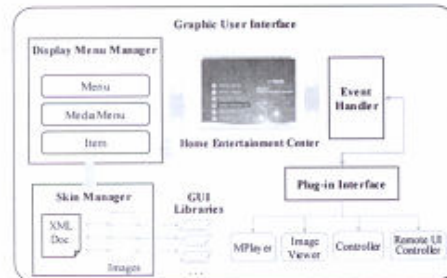 Graphic User Interface
Display Menu Manager
Menu
MediaMenu
Item
Home Entertainment Center
Event
Handler
Skin Manager
XML
Doc
Images
GUI
Libraries
...
Plug-in Interface
MPlayer
Image
Viewer
Controller
Remote UI
Controller